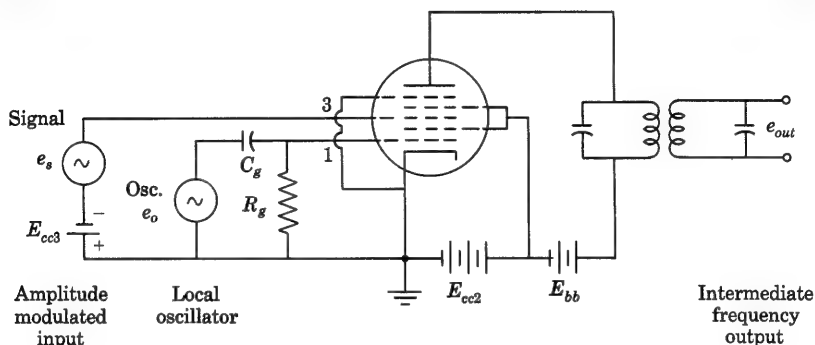 3
Signal
e_s
1
C_g
Osc.
e_o
R_g
e_out
E_cc3
−
+
E_cc2
E_bb
Amplitude
modulated
input
Local
oscillator
Intermediate
frequency
output